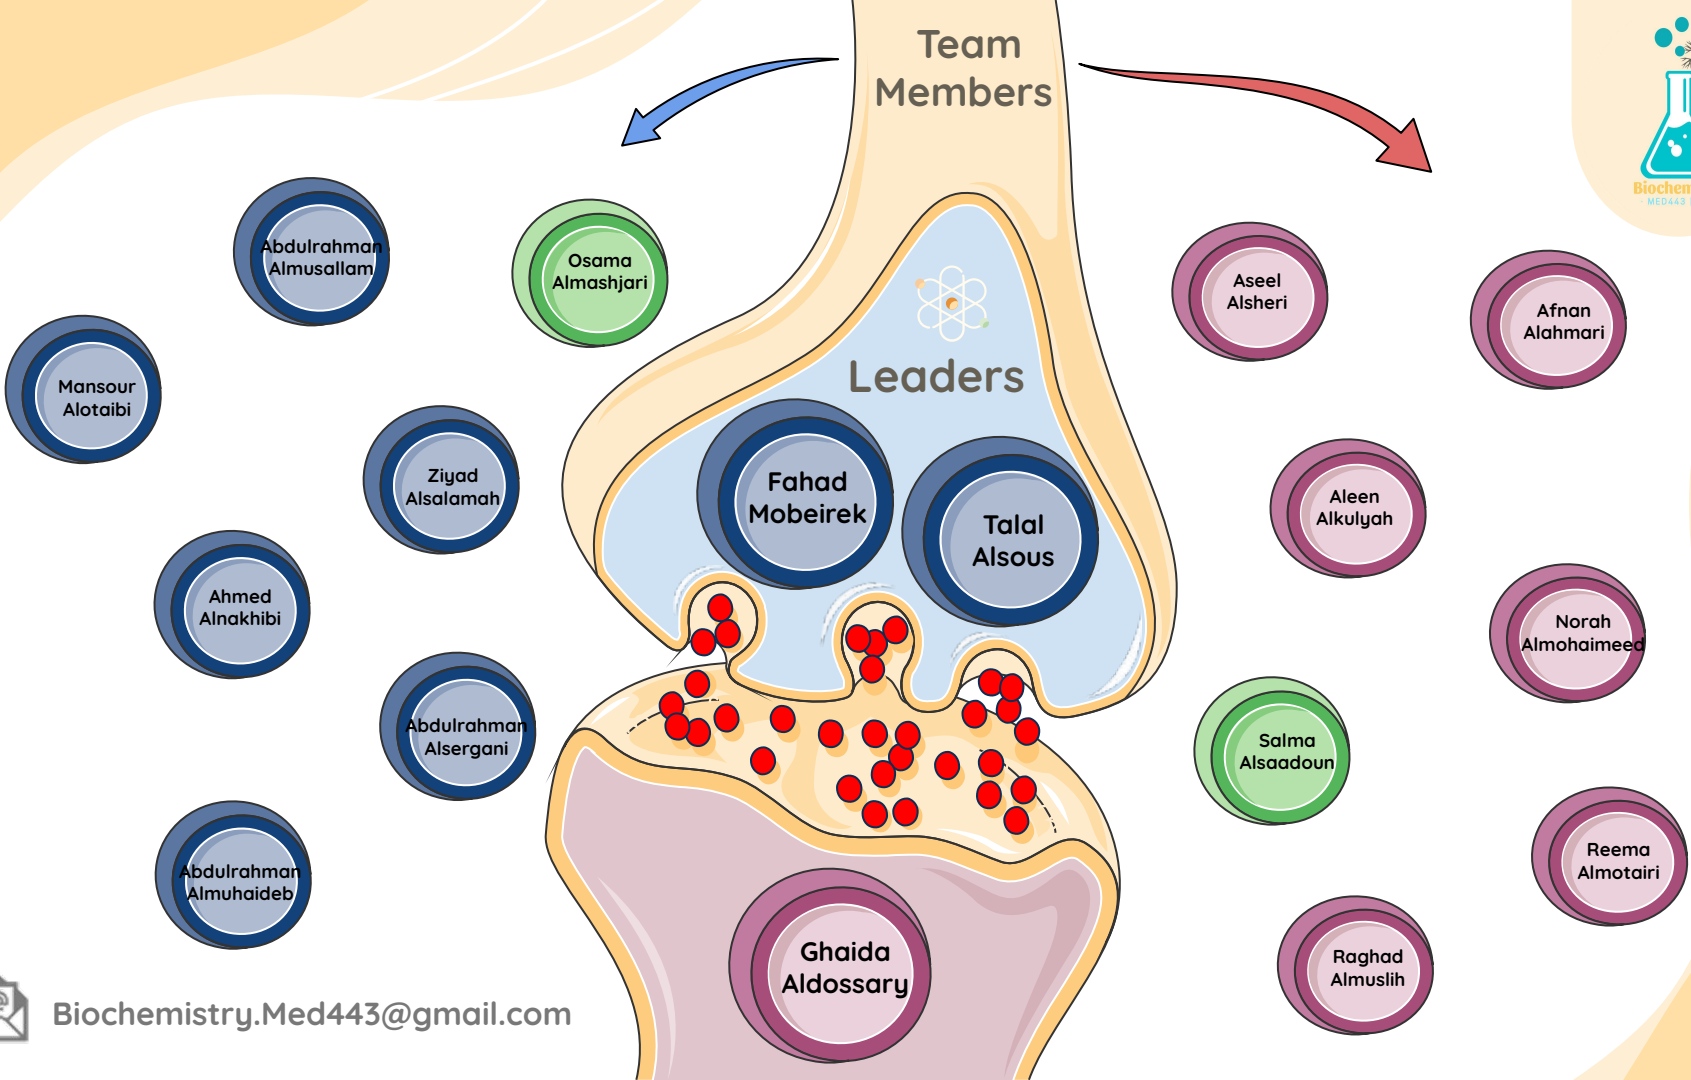 Team
Members
Abdulrahman
Almusallam
Osama
Almashjari
Mansour
Alotaibi
Ziyad
Alsalamah
Ahmed
Alnakhibi
Abdulrahman
Alsergani
Abdulrahman
Almuhaideb
Leaders
Fahad
Mobeirek
Talal
Alsous
Ghaida
Aldossary
Aseel
Alsheri
Afnan
Alahmari
Aleen
Alkulyah
Norah
Almohaimeed
Salma
Alsaadoun
Reema
Almotairi
Raghad
Almuslih
Biochemistry.Med443@gmail.com
MED443